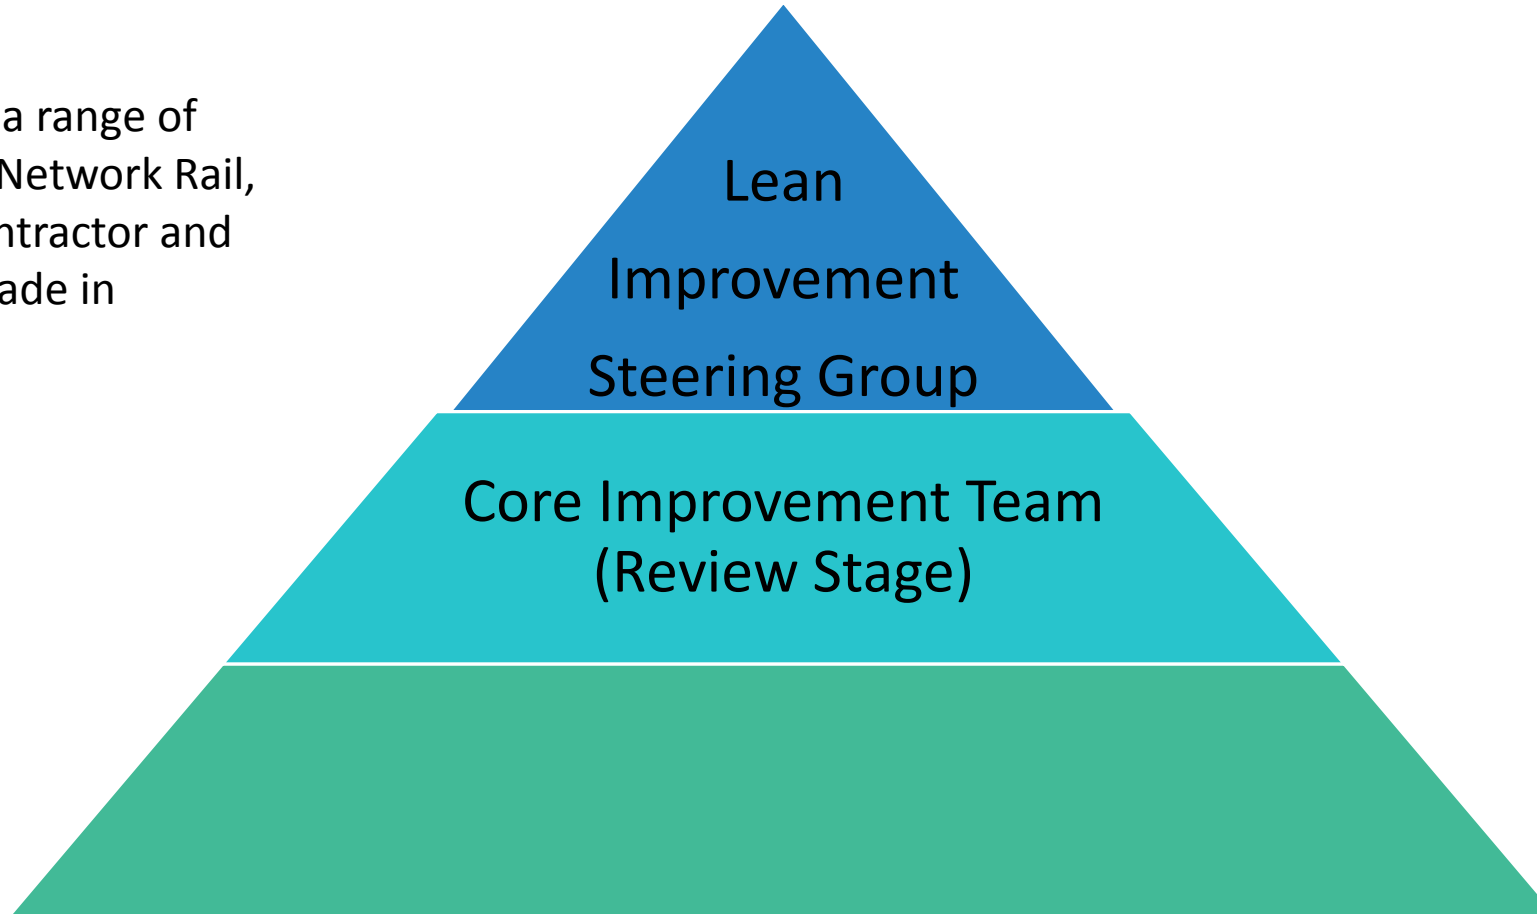 a range of
Network Rail,
ntractor and
ade in
Lean
Improvement
Steering Group
Core Improvement Team
(Review Stage)